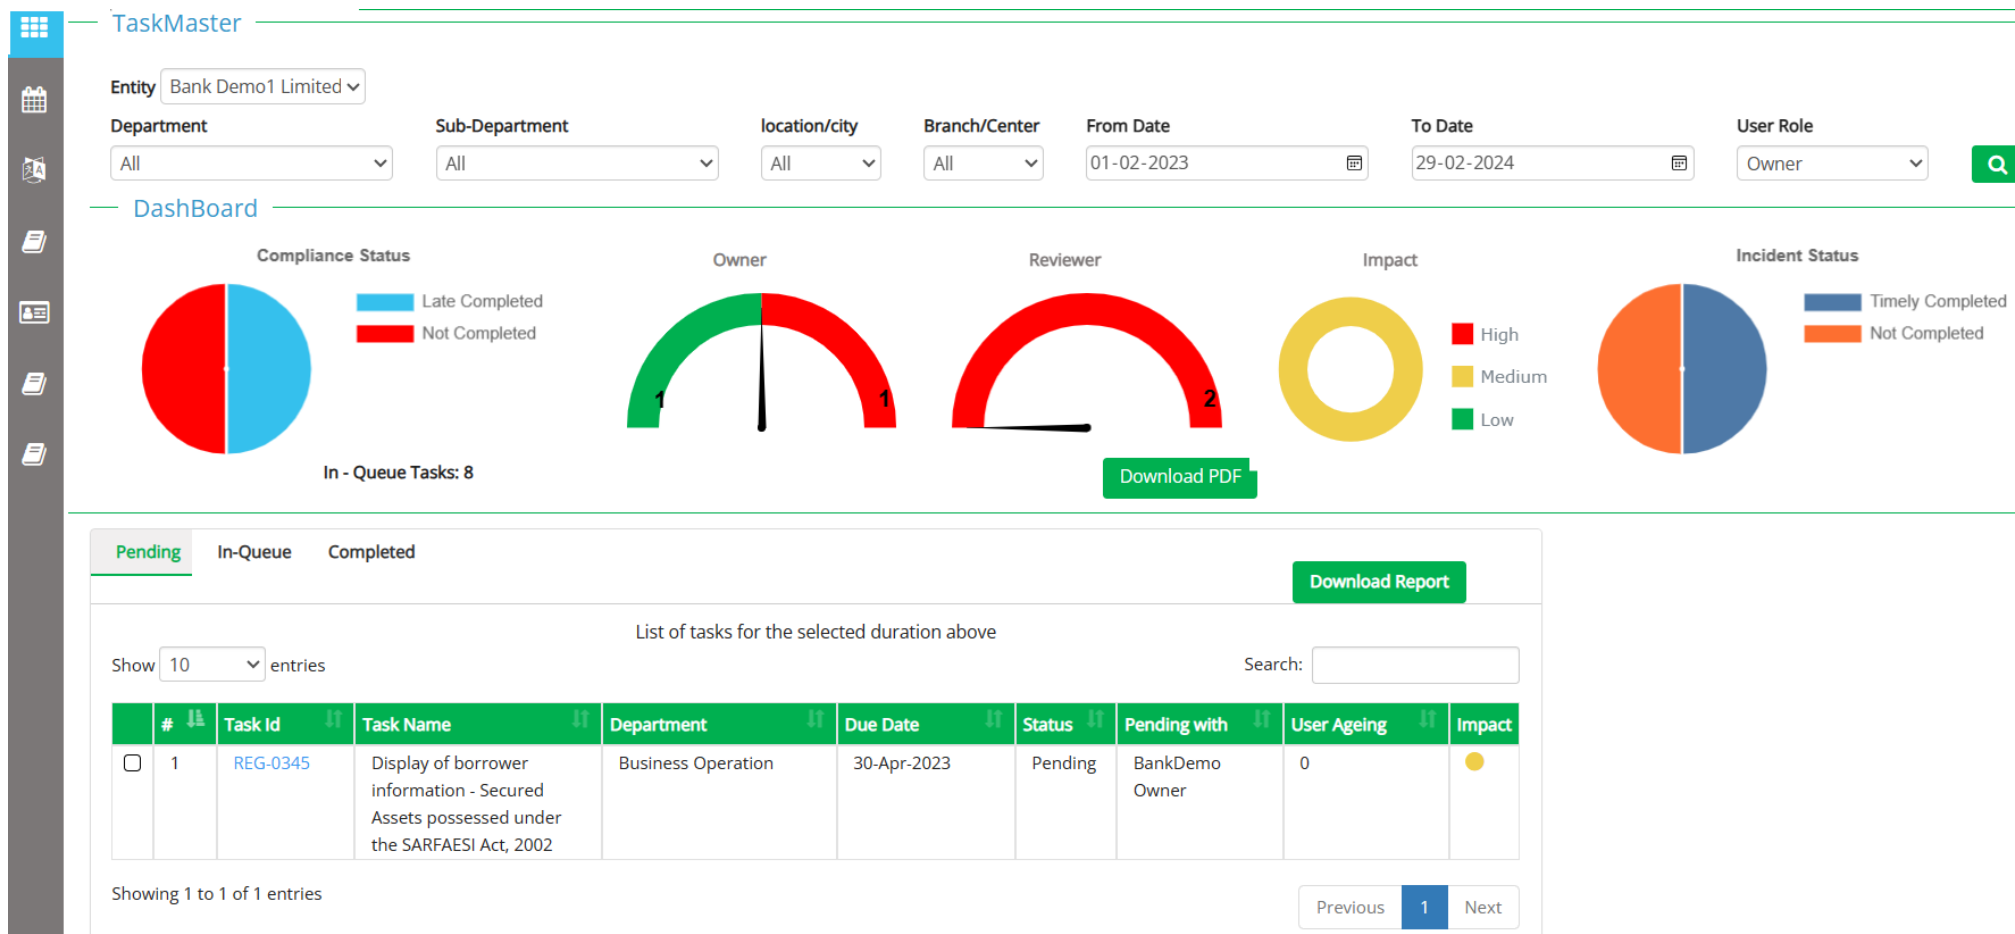 TaskMaster
Entity Bank Demo1 Limited
Department Sub-Department location/city Branch/Center From Date To Date User Role
All All All All 01-02-2023 29-02-2024 Owner
DashBoard
Compliance Status
Late Completed
Not Completed
In - Queue Tasks: 8
Owner
1 1
Reviewer
2
Impact
High
Medium
Low
Incident Status
Timely Completed
Not Completed
Download PDF
Pending In-Queue Completed
Download Report
List of tasks for the selected duration above
Show 10 entries Search:
# Task Id Task Name Department Due Date Status Pending with User Ageing Impact
1 REG-0345 Display of borrower Business Operation 30-Apr-2023 Pending BankDemo 0
information - Secured Owner
Assets possessed under
the SARFAESI Act, 2002
Showing 1 to 1 of 1 entries
Previous 1 Next